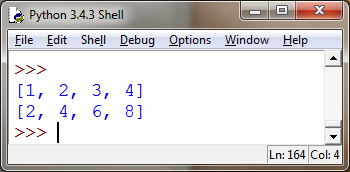 Python 3.4.3 Shell
File Edit Shell Debug Options Window Help
>>>
[1, 2, 3, 4]
[2, 4, 6, 8]
>>>
Ln: 164 Col: 4